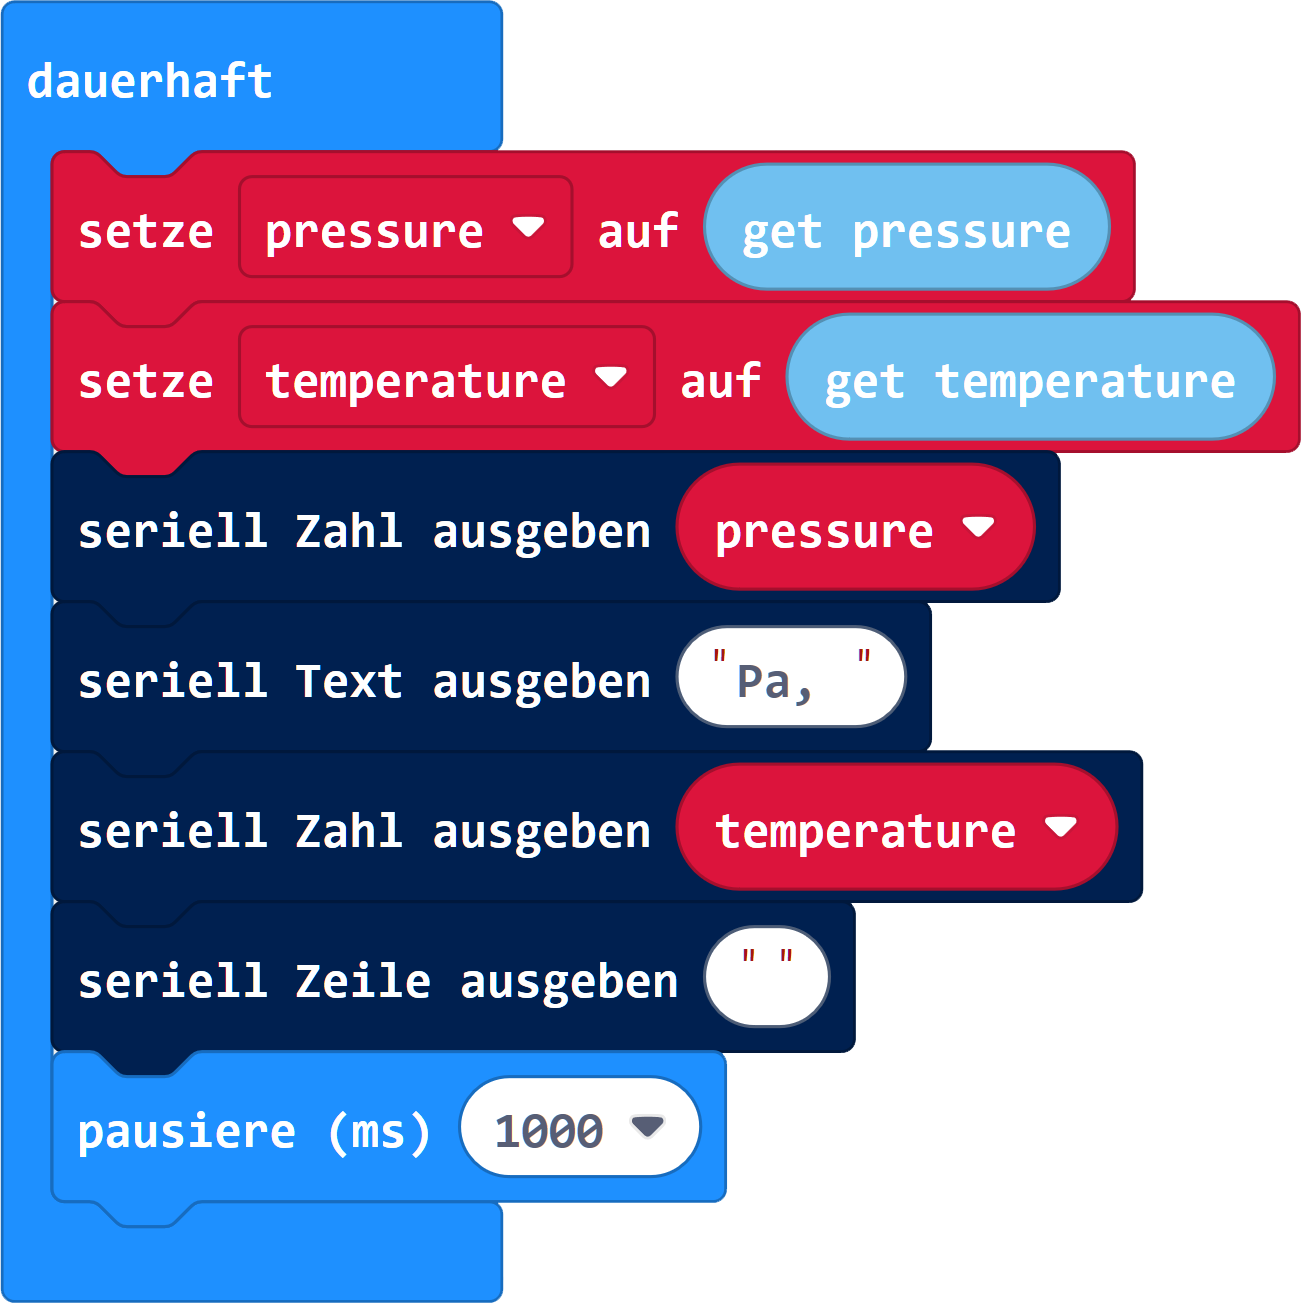 dauerhaft
setze pressure auf get pressure
setze temperature auf get temperature
seriell Zahl ausgeben pressure
seriell Text ausgeben "Pa, "
seriell Zahl ausgeben temperature
seriell Zeile ausgeben " "
pausiere (ms) 1000